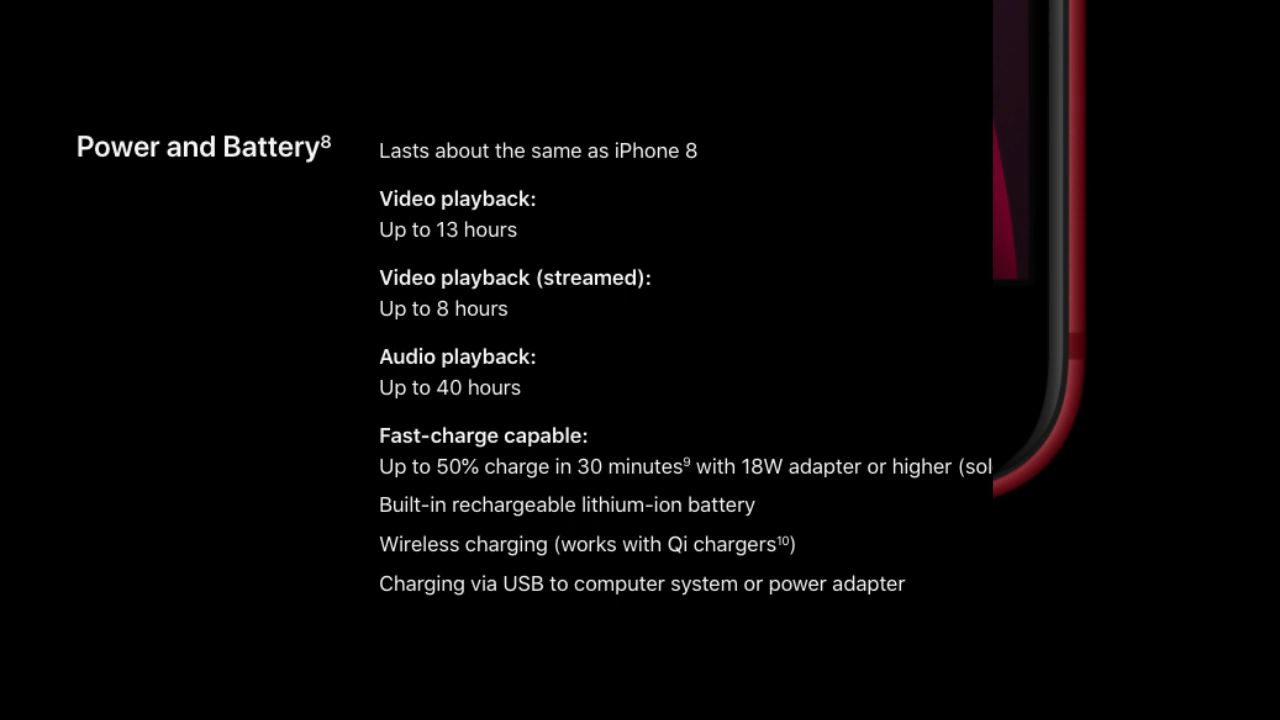 Power and Battery⁸
Lasts about the same as iPhone 8
Video playback:
Up to 13 hours
Video playback (streamed):
Up to 8 hours
Audio playback:
Up to 40 hours
Fast-charge capable:
Up to 50% charge in 30 minutes⁹ with 18W adapter or higher (sol
Built-in rechargeable lithium-ion battery
Wireless charging (works with Qi chargers¹⁰)
Charging via USB to computer system or power adapter